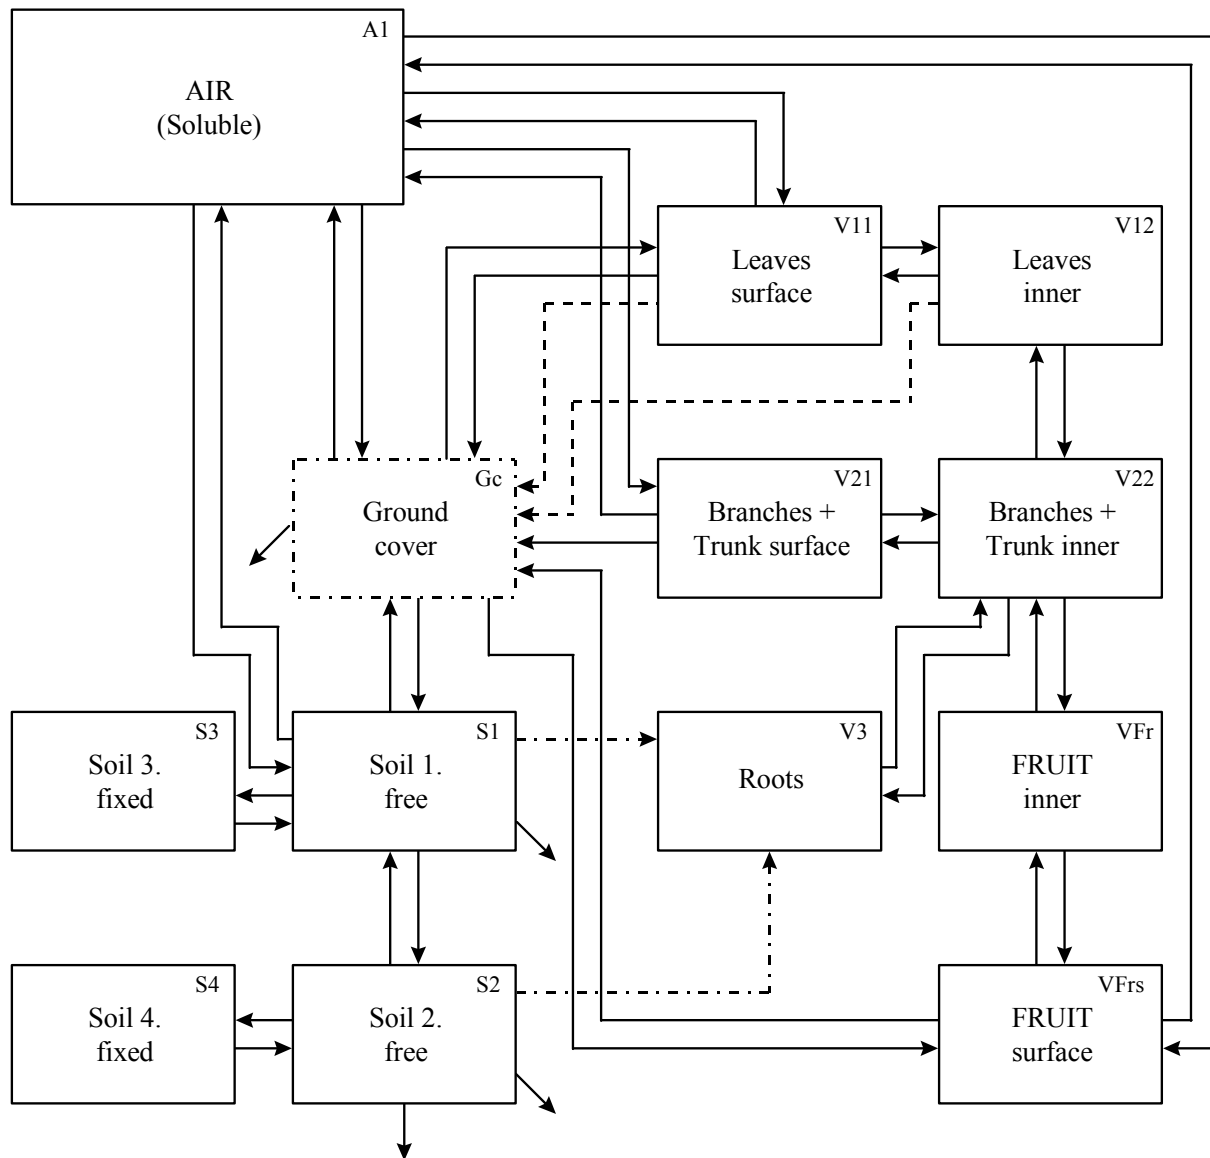 A1
AIR
(Soluble)
V11
Leaves
surface
V12
Leaves
inner
Gc
Ground
cover
V21
Branches +
Trunk surface
V22
Branches +
Trunk inner
S3
Soil 3.
fixed
S1
Soil 1.
free
V3
Roots
VFr
FRUIT
inner
S4
Soil 4.
fixed
S2
Soil 2.
free
VFrs
FRUIT
surface